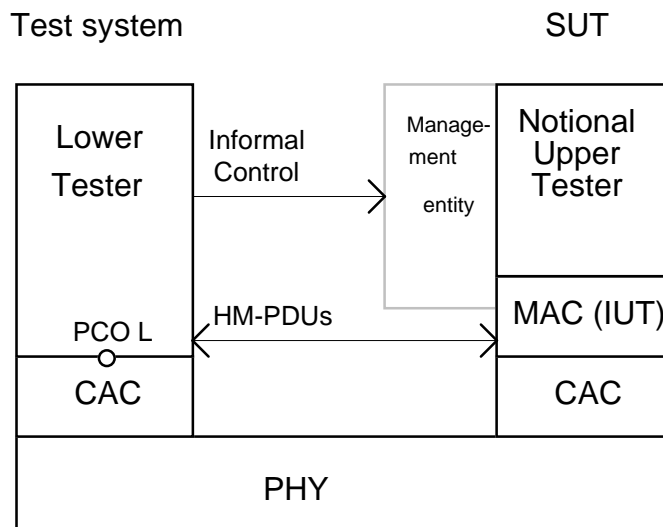 Test system
SUT
Lower
Tester
Informal
Control
Manage-
ment
entity
Notional
Upper
Tester
HM-PDUs
MAC (IUT)
PCO L
CAC
CAC
PHY